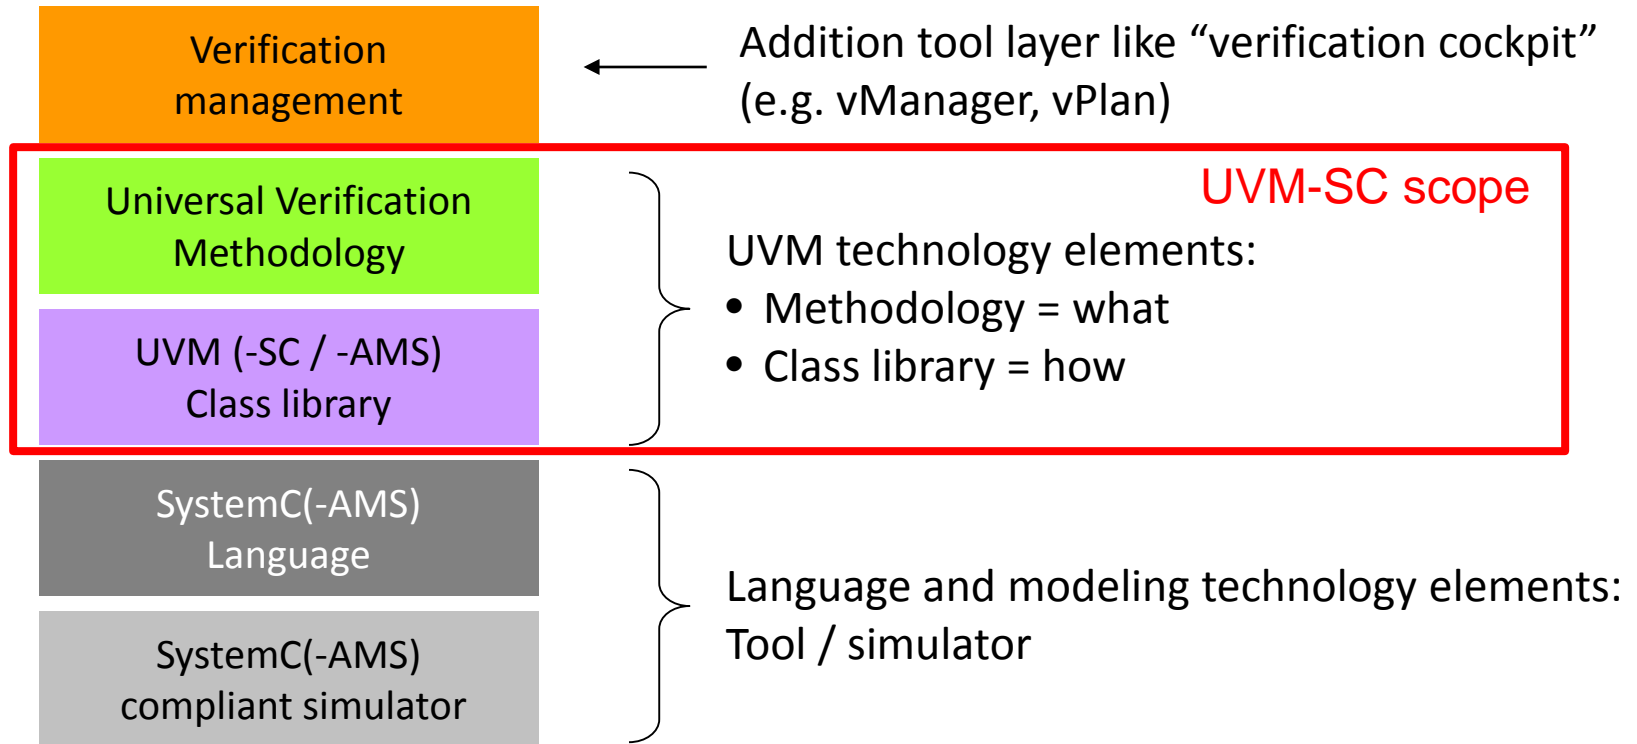 Verification
management
Addition tool layer like “verification cockpit”
(e.g. vManager, vPlan)
UVM-SC scope
Universal Verification
Methodology
UVM (-SC / -AMS)
Class library
UVM technology elements:
• Methodology = what
• Class library = how
SystemC(-AMS)
Language
SystemC(-AMS)
compliant simulator
Language and modeling technology elements:
Tool / simulator